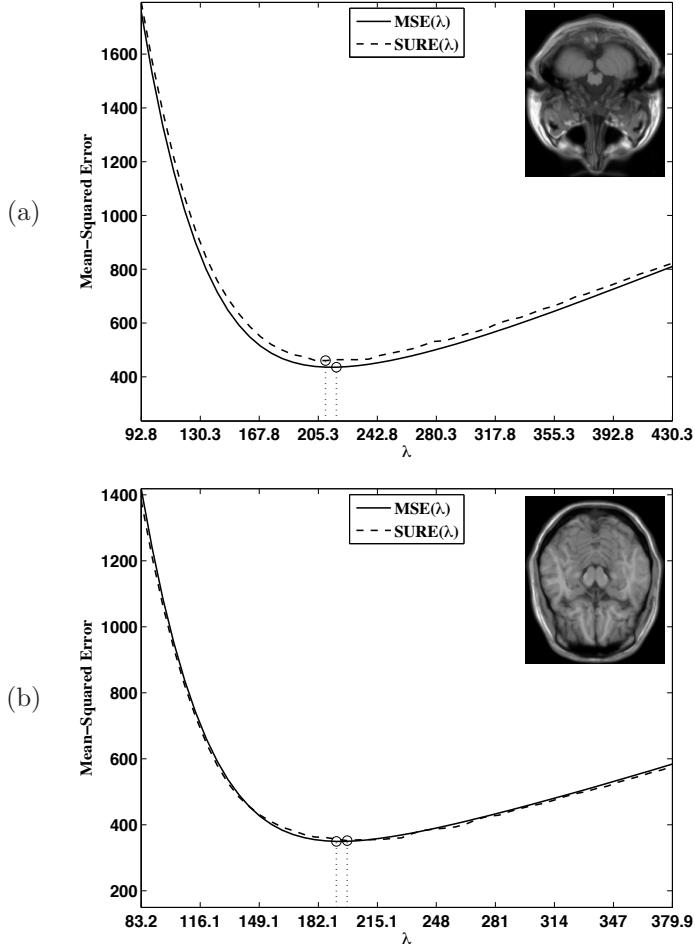 (a)
Mean-Squared Error
1600
1400
1200
1000
800
600
400
MSE(λ)
SURE(λ)
92.8 130.3 167.8 205.3 242.8 280.3 317.8 355.3 392.8 430.3
λ
(b)
Mean-Squared Error
1400
1200
1000
800
600
400
200
MSE(λ)
SURE(λ)
83.2 116.1 149.1 182.1 215.1 248 281 314 347 379.9
λ